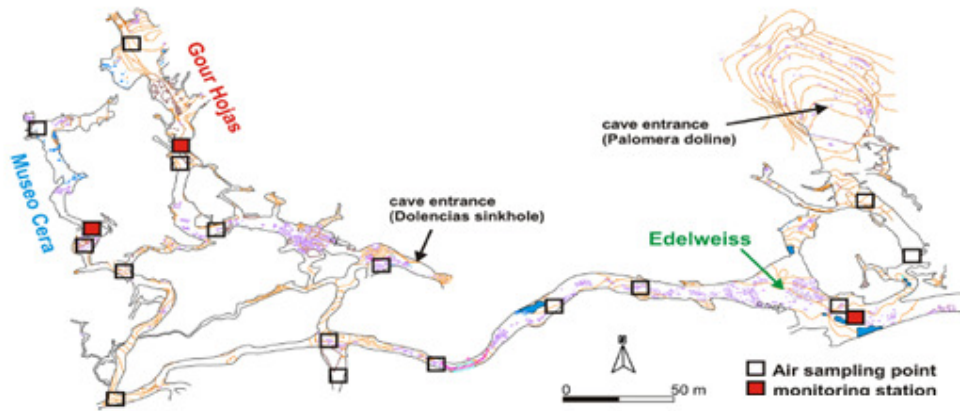 Gour Hojas
Museo Cera
cave entrance
(Dolencias sinkhole)
cave entrance
(Palomera doline)
Edelweiss
N
0 50 m
Air sampling point
monitoring station